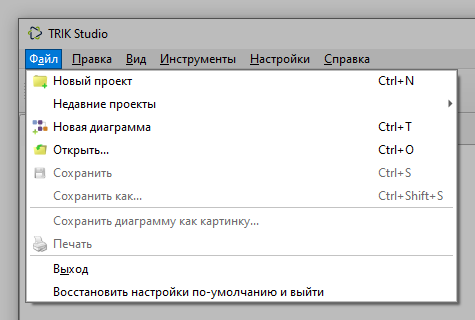 TRIK Studio
Файл Правка Вид Инструменты Настройки Справка
Новый проект Ctrl+N
Недавние проекты
Новая диаграмма Ctrl+T
Открыть... Ctrl+O
Сохранить Ctrl+S
Сохранить как... Ctrl+Shift+S
Сохранить диаграмму как картинку...
Печать
Выход
Восстановить настройки по-умолчанию и выйти